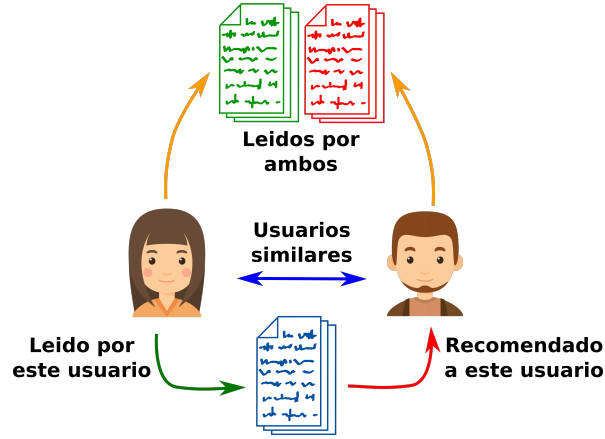 Leidos por
ambos
Usuarios
similares
Leido por
este usuario
Recomendado
a este usuario